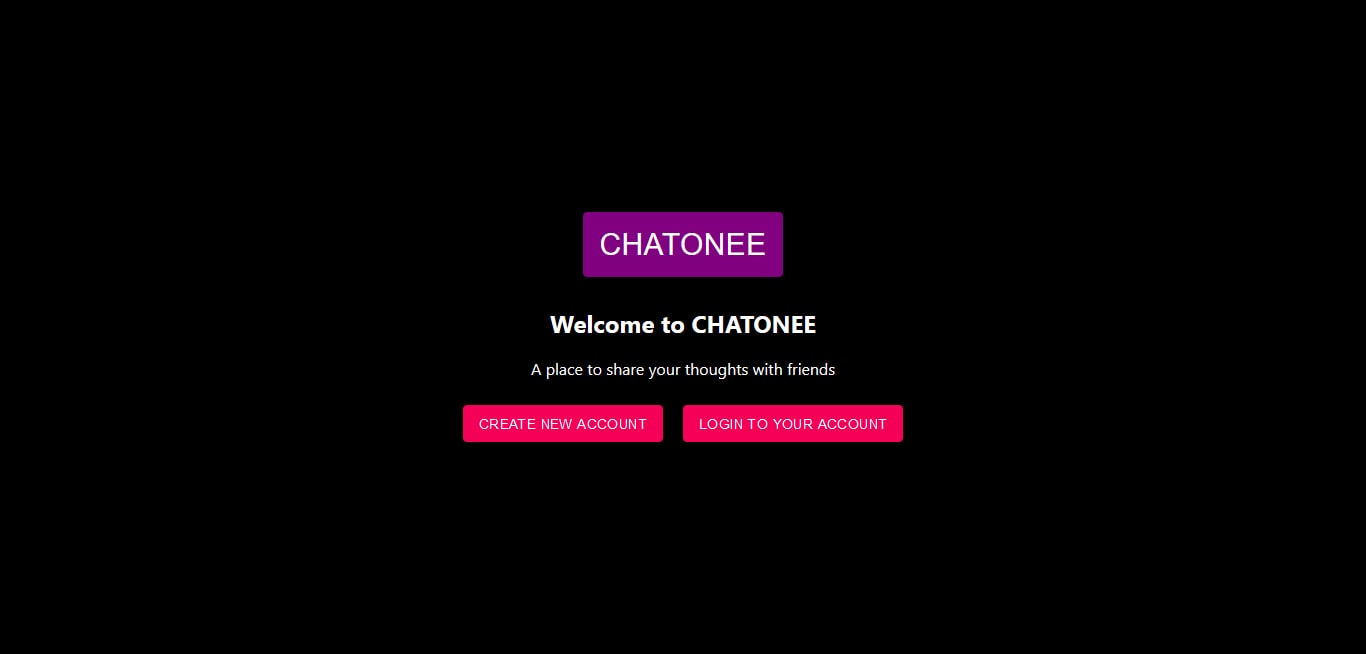 CHATONEE
Welcome to CHATONEE
A place to share your thoughts with friends
CREATE NEW ACCOUNT
LOGIN TO YOUR ACCOUNT